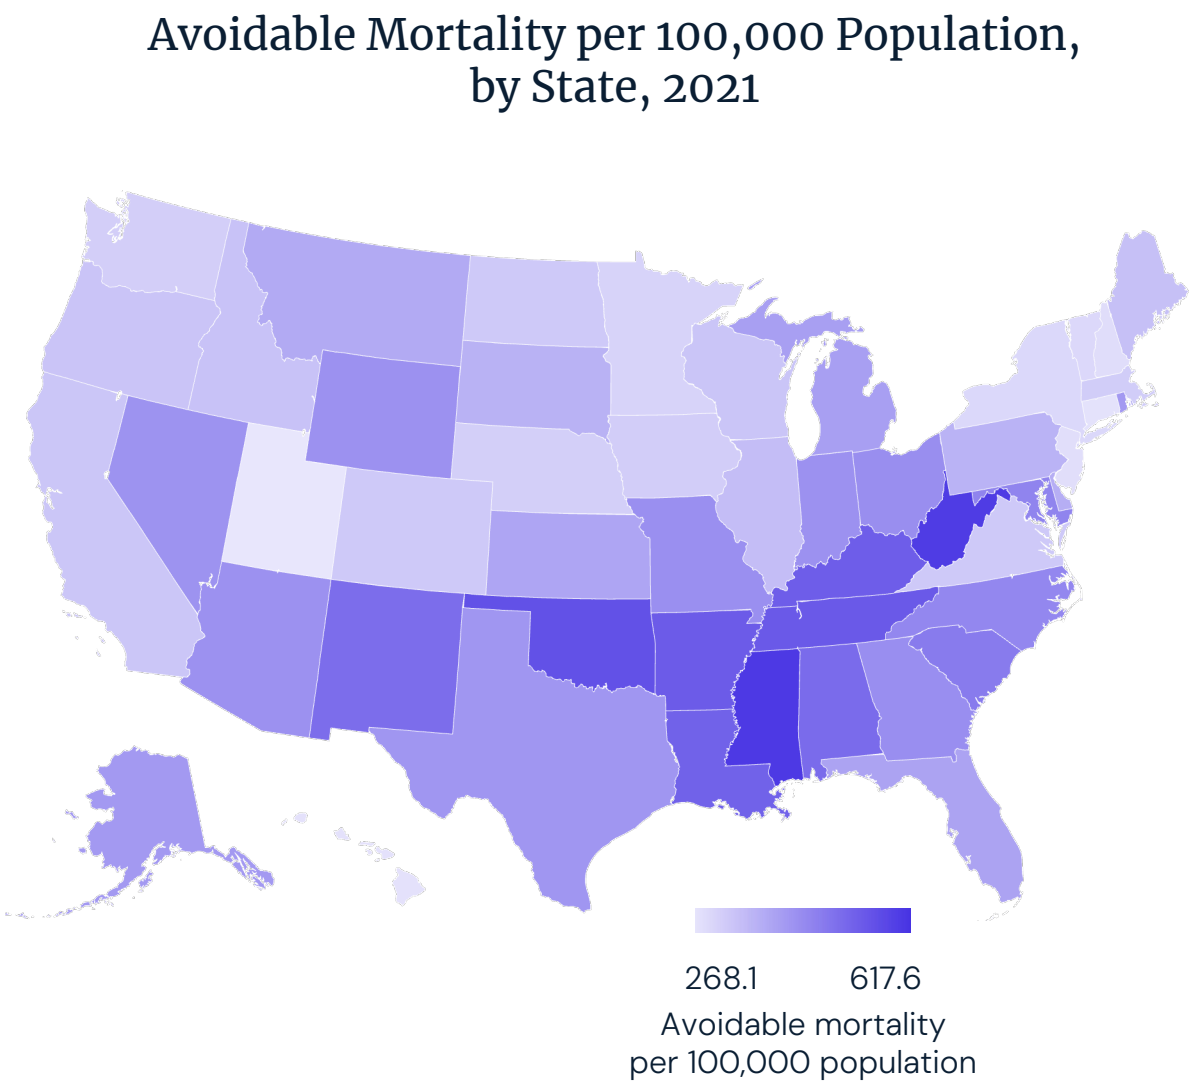 Avoidable Mortality per 100,000 Population,
by State, 2021
268.1 617.6
Avoidable mortality
per 100,000 population